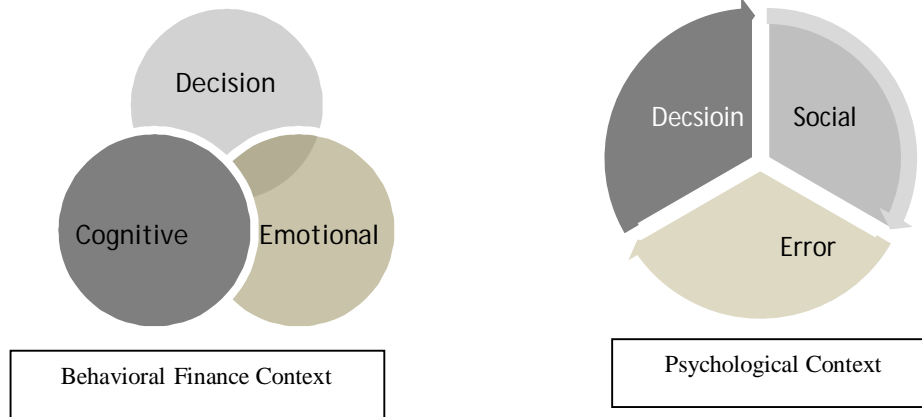 Decision
Cognitive
Emotional
Behavioral Finance Context
Decsioin
Social
Error
Psychological Context